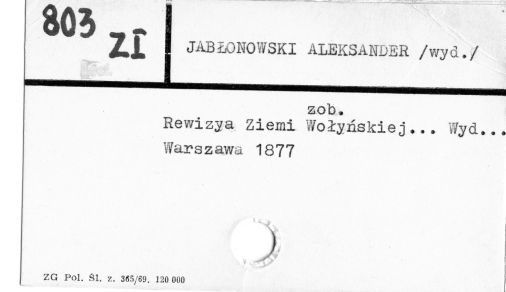 803
ZI
JABŁONOWSKI ALEKSANDER /wyd./
zob.
Rewizya Ziemi Wołyńskiej... Wyd...
Warszawa 1877
ZG Pol. Śl. z. 365/69. 120 000